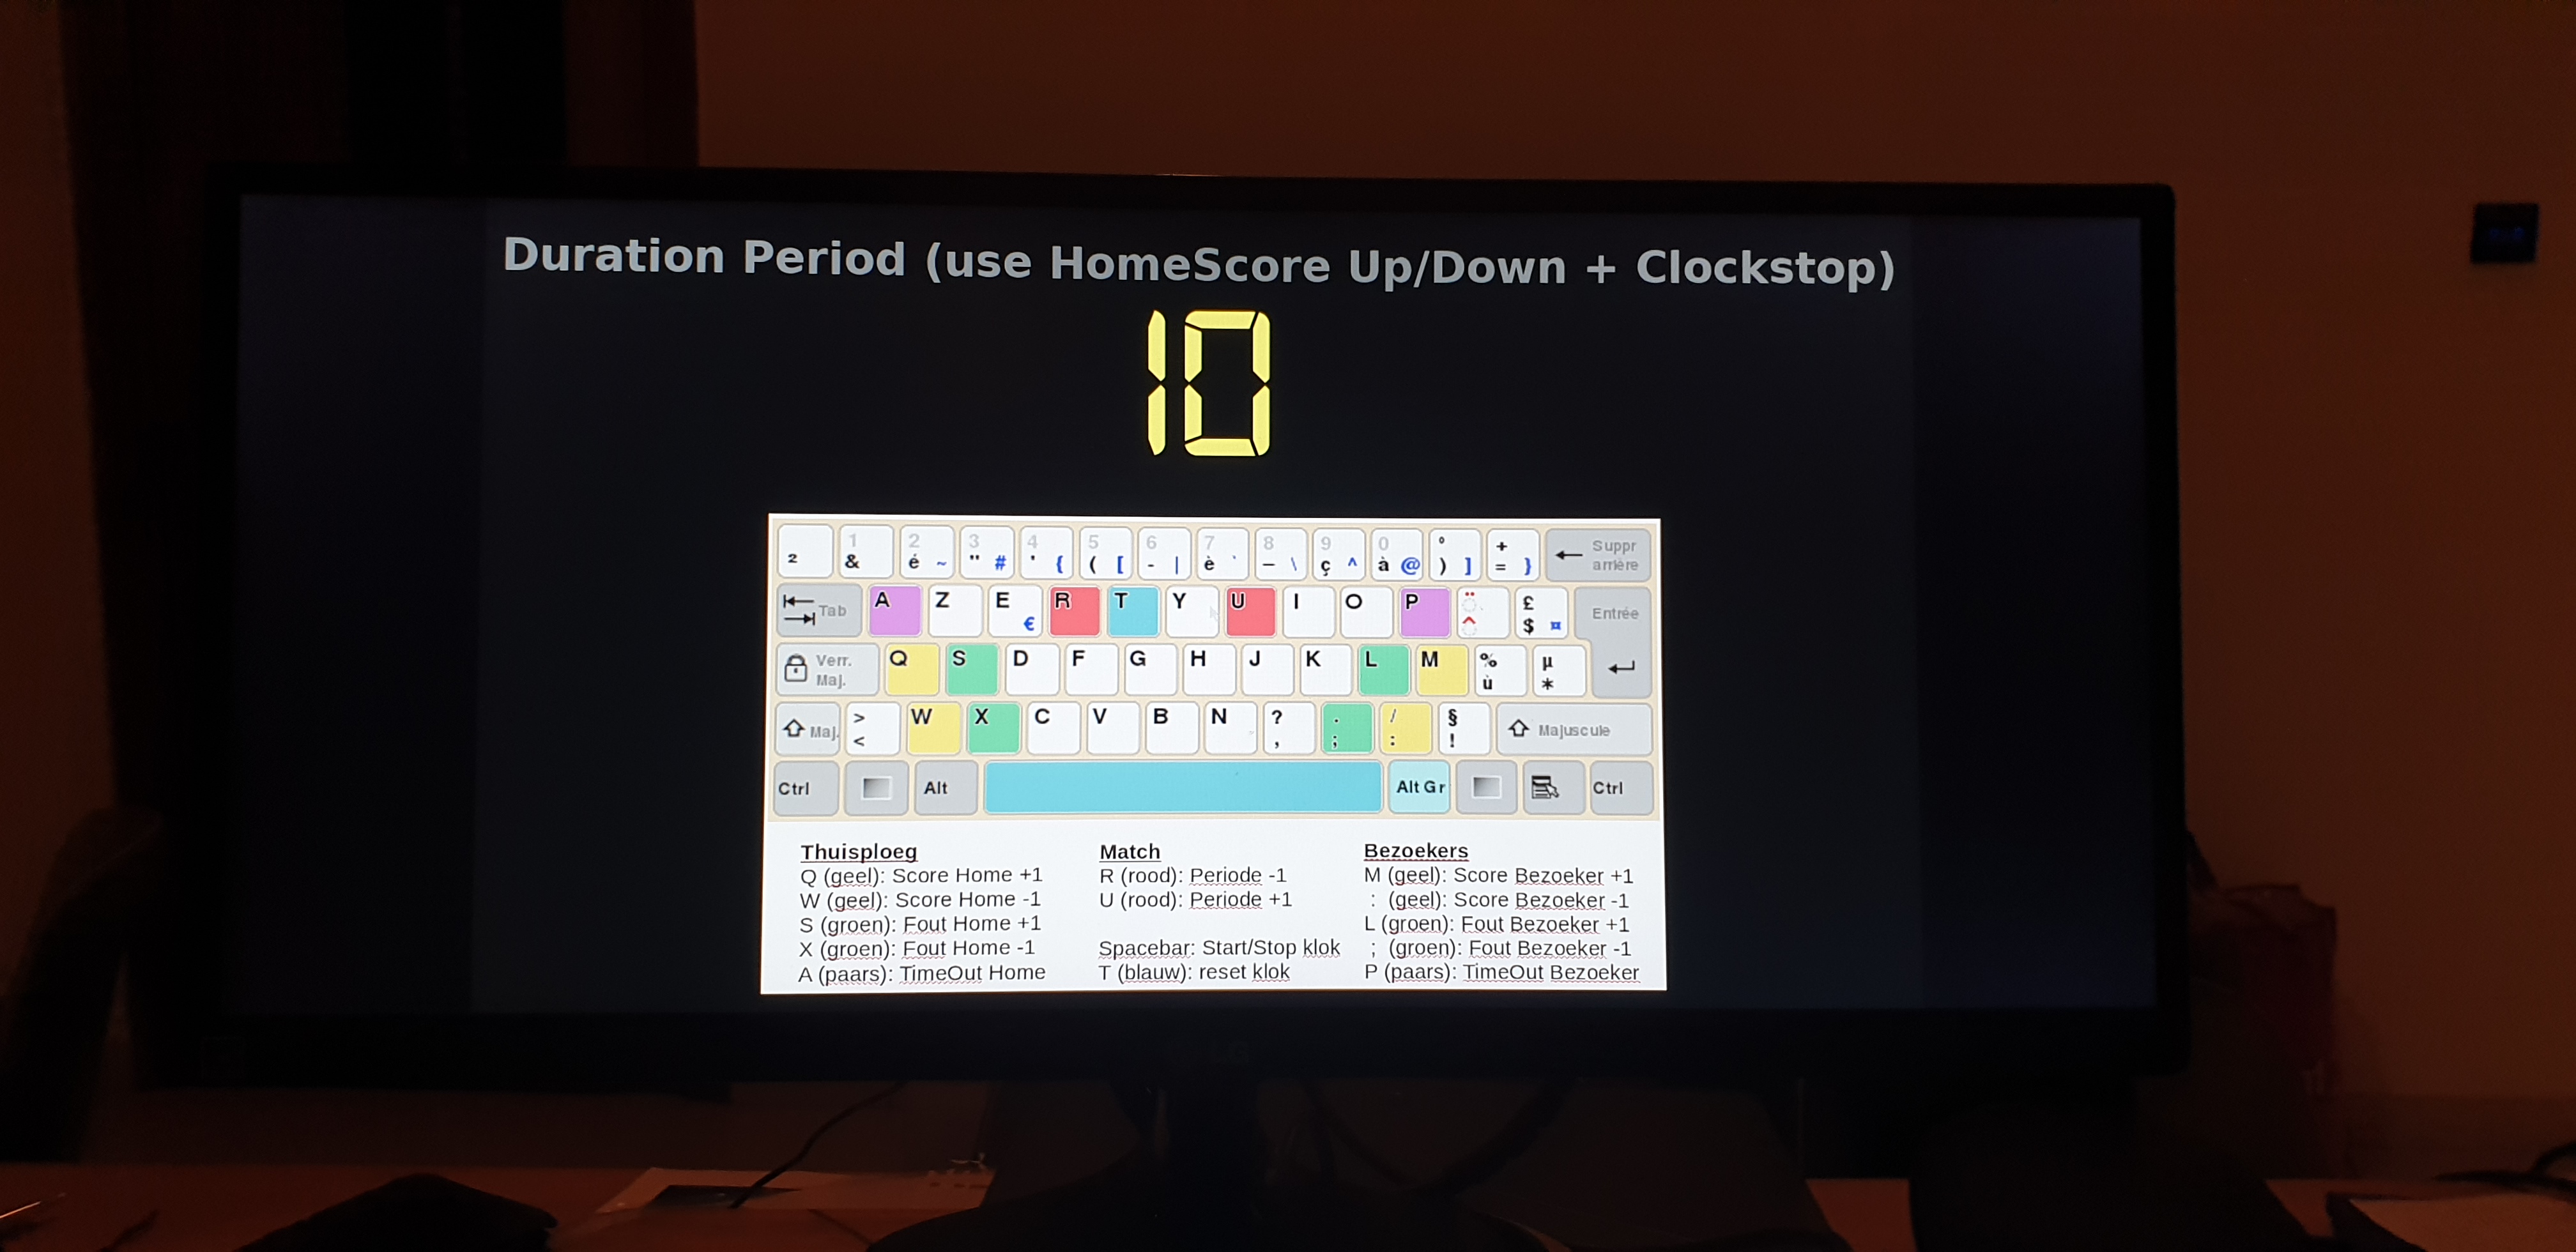 Duration Period (use HomeScore Up/Down + Clockstop)
10
²
1 &
2 é ~
3 " #
4 ' {
5 ( [
6 - |
7 è `
8 _ \
9 ç ^
0 à @
° ) ]
+ = }
Suppr arrière
Tab
A
Z
E €
R
T
Y
U
I
O
P
¨ ^
£ $ ¤
Entrée
Verr. Maj.
Q
S
D
F
G
H
J
K
L
M
% ù
µ *
Maj.
> <
W
X
C
V
B
N
? ,
. ;
/ :
§ !
Majuscule
Ctrl
Alt
Alt Gr
Ctrl
Thuisploeg
Q (geel): Score Home +1
W (geel): Score Home -1
S (groen): Fout Home +1
X (groen): Fout Home -1
A (paars): TimeOut Home
Match
R (rood): Periode -1
U (rood): Periode +1
Spacebar: Start/Stop klok
T (blauw): reset klok
Bezoekers
M (geel): Score Bezoeker +1
: (geel): Score Bezoeker -1
L (groen): Fout Bezoeker +1
; (groen): Fout Bezoeker -1
P (paars): TimeOut Bezoeker
LG